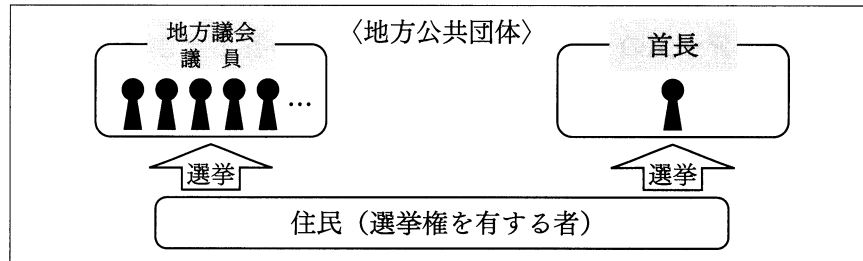 〈地方公共団体〉
地方議会
議　員
…
首長
選挙
選挙
住民（選挙権を有する者）